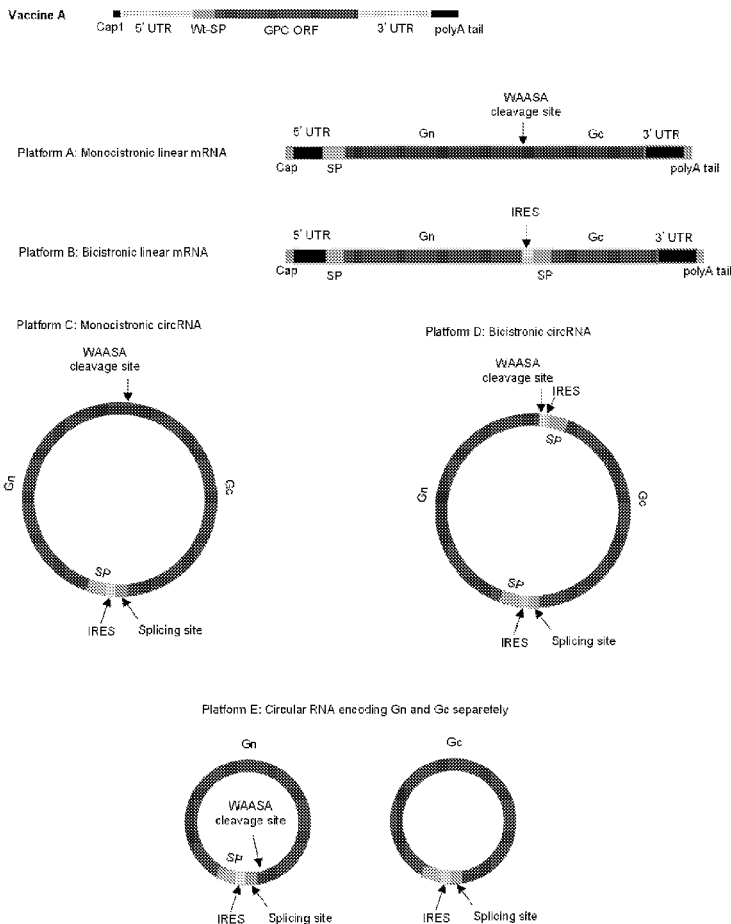 Vaccine A
Cap1 5' UTR Wt-SP GPC ORF 3' UTR polyA tail
WAASA
cleavage site
5' UTR Gn Gc 3' UTR
Platform A: Monocistronic linear mRNA
Cap SP polyA tail
IRES
5' UTR Gn Gc 3' UTR
Platform B: Bicistronic linear mRNA
Cap SP SP polyA tail
Platform C: Monocistronic circRNA
WAASA
cleavage site
Gn
Gc
SP
IRES
Splicing site
Platform D: Bicistronic circRNA
WAASA
cleavage site
IRES
SP
Gn
Gc
SP
IRES
Splicing site
Platform E: Circular RNA encoding Gn and Gc separetely
Gn
WAASA
cleavage site
SP
IRES
Splicing site
Gc
IRES
Splicing site